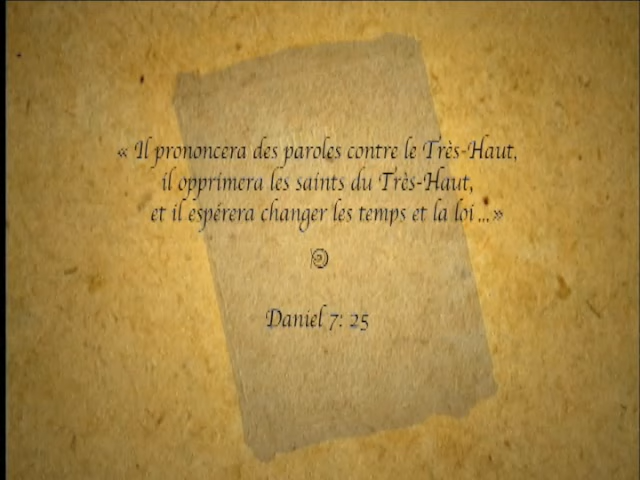 « Il prononcera des paroles contre le Très-Haut,
il opprimera les saints du Très-Haut,
et il espérera changer les temps et la loi ...»
Daniel 7: 25